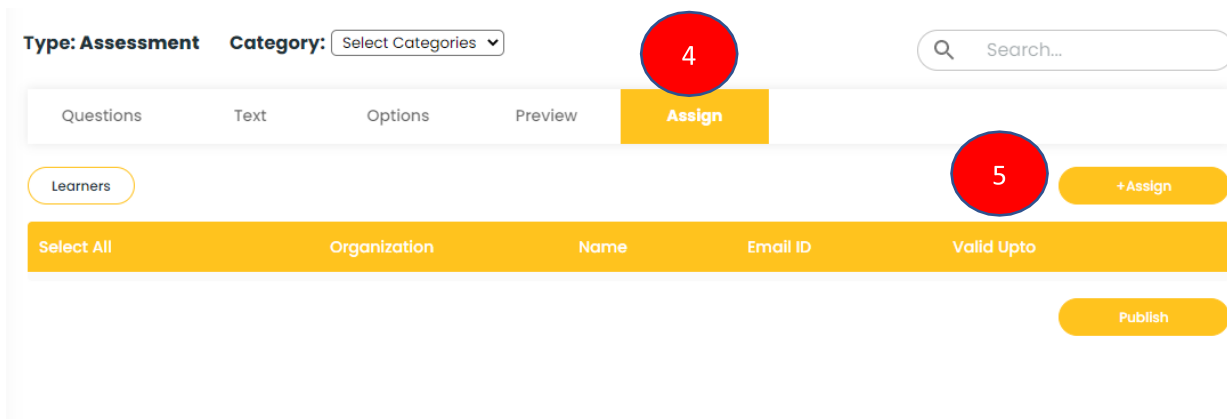 Type: Assessment Category: Select Categories
4
Search...
Questions Text Options Preview Assign
Learners
5
+Assign
Select All Organization Name Email ID Valid Upto
Publish